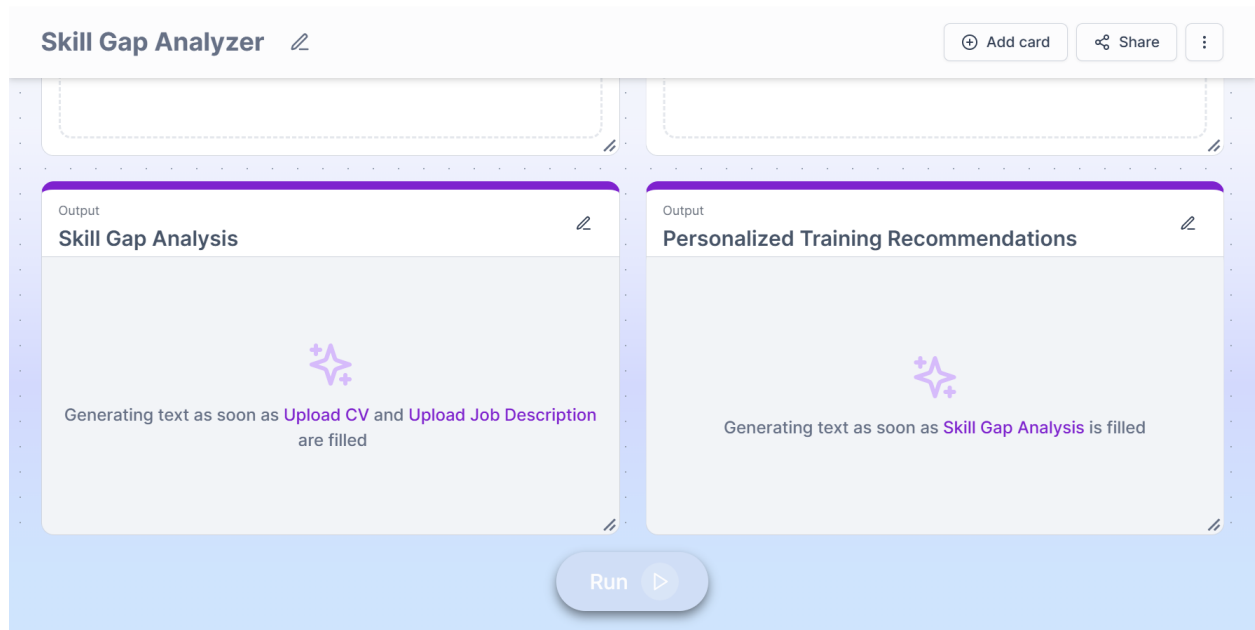 Skill Gap Analyzer
Add card
Share
Output
Skill Gap Analysis
Generating text as soon as Upload CV and Upload Job Description
are filled
Output
Personalized Training Recommendations
Generating text as soon as Skill Gap Analysis is filled
Run